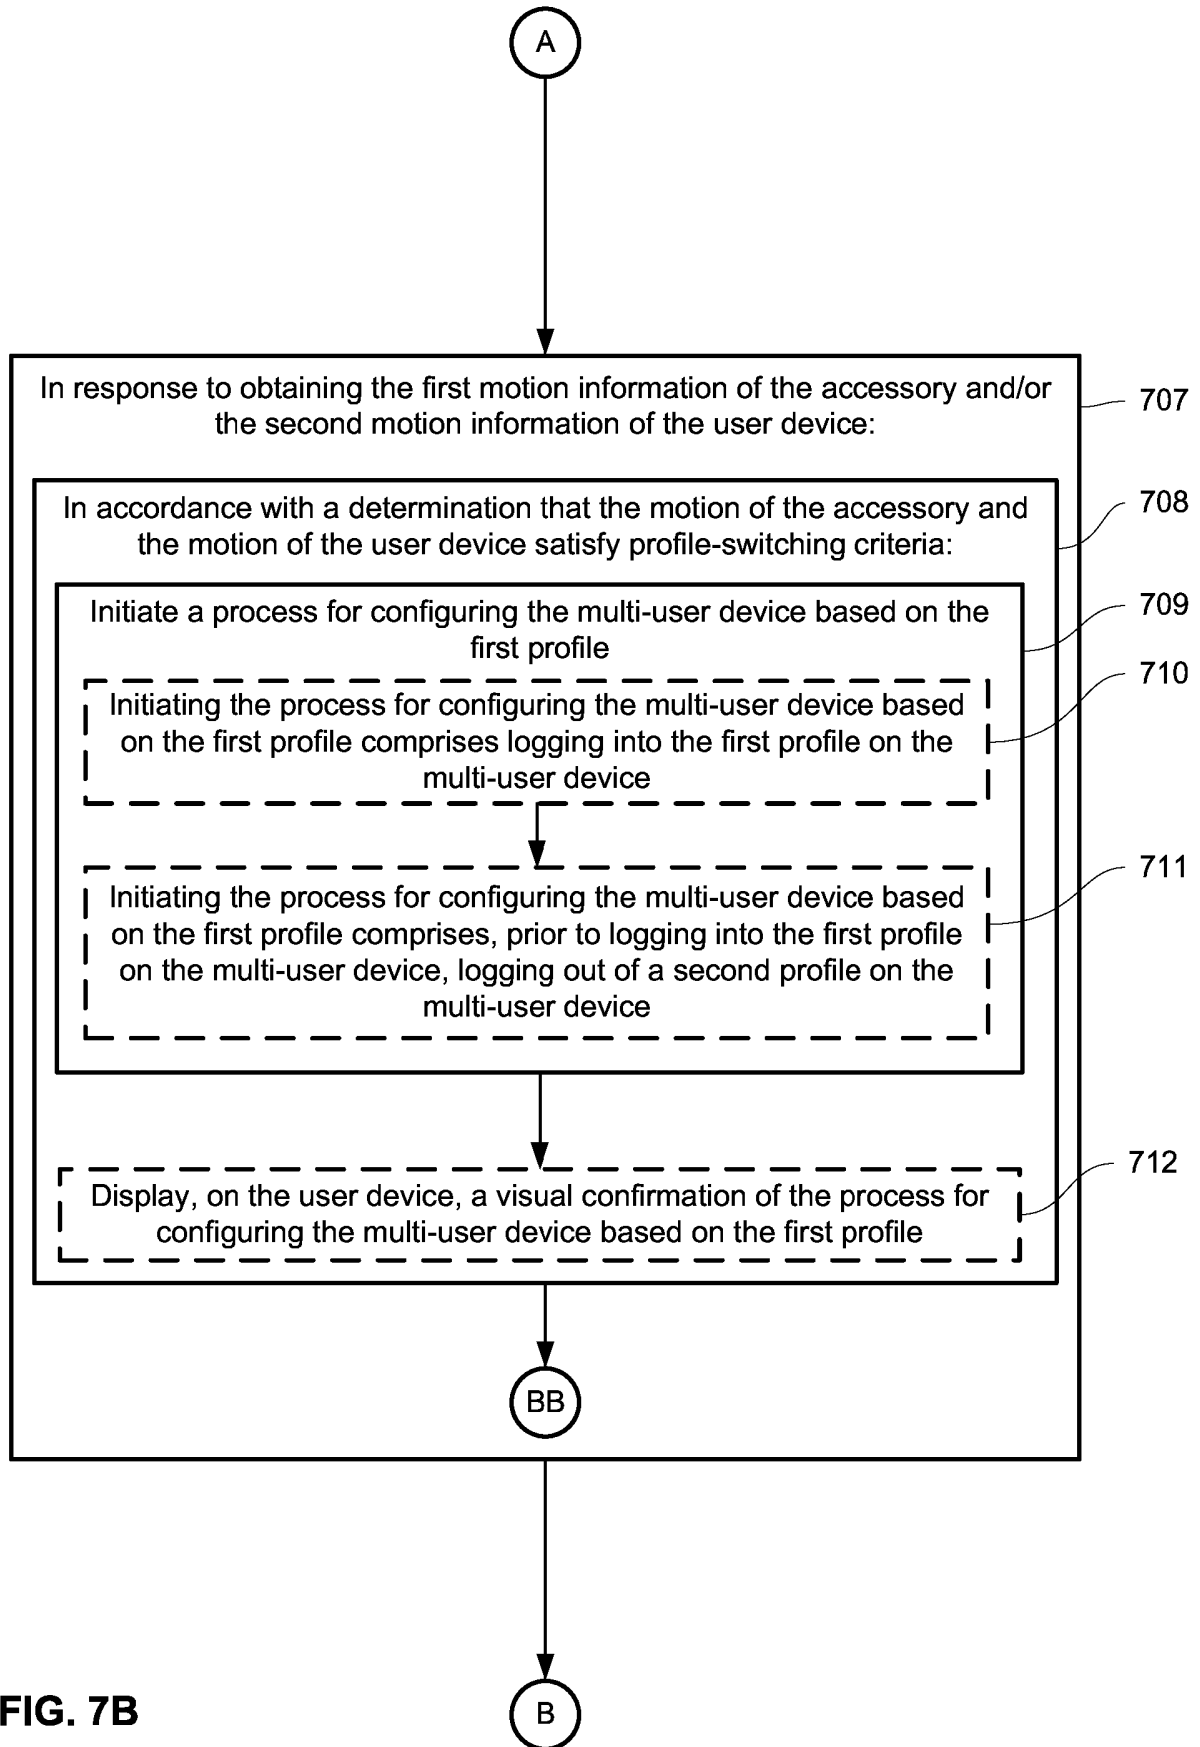 A
In response to obtaining the first motion information of the accessory and/or
the second motion information of the user device:
707
In accordance with a determination that the motion of the accessory and
the motion of the user device satisfy profile-switching criteria:
708
Initiate a process for configuring the multi-user device based on the
first profile
709
Initiating the process for configuring the multi-user device based
on the first profile comprises logging into the first profile on the
multi-user device
710
Initiating the process for configuring the multi-user device based
on the first profile comprises, prior to logging into the first profile
on the multi-user device, logging out of a second profile on the
multi-user device
711
Display, on the user device, a visual confirmation of the process for
configuring the multi-user device based on the first profile
712
BB
B
FIG. 7B